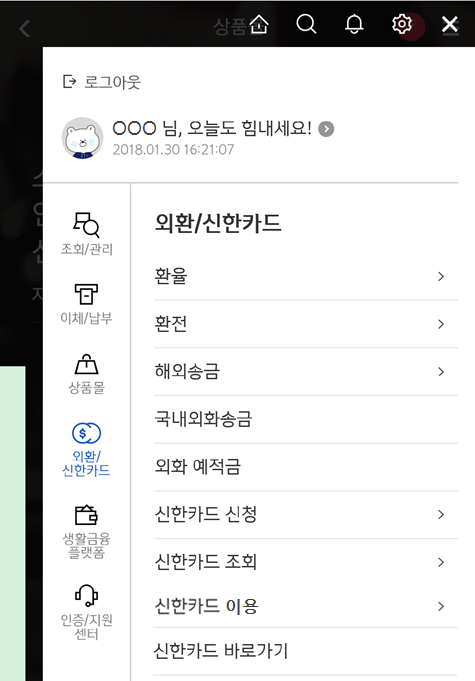 상품
로그아웃
OOO 님, 오늘도 힘내세요!
2018.01.30 16:21:07
조회/관리
이체/납부
상품몰
외환/
신한카드
생활금융
플랫폼
인증/지원
센터
외환/신한카드
환율
환전
해외송금
국내외화송금
외화 예적금
신한카드 신청
신한카드 조회
신한카드 이용
신한카드 바로가기